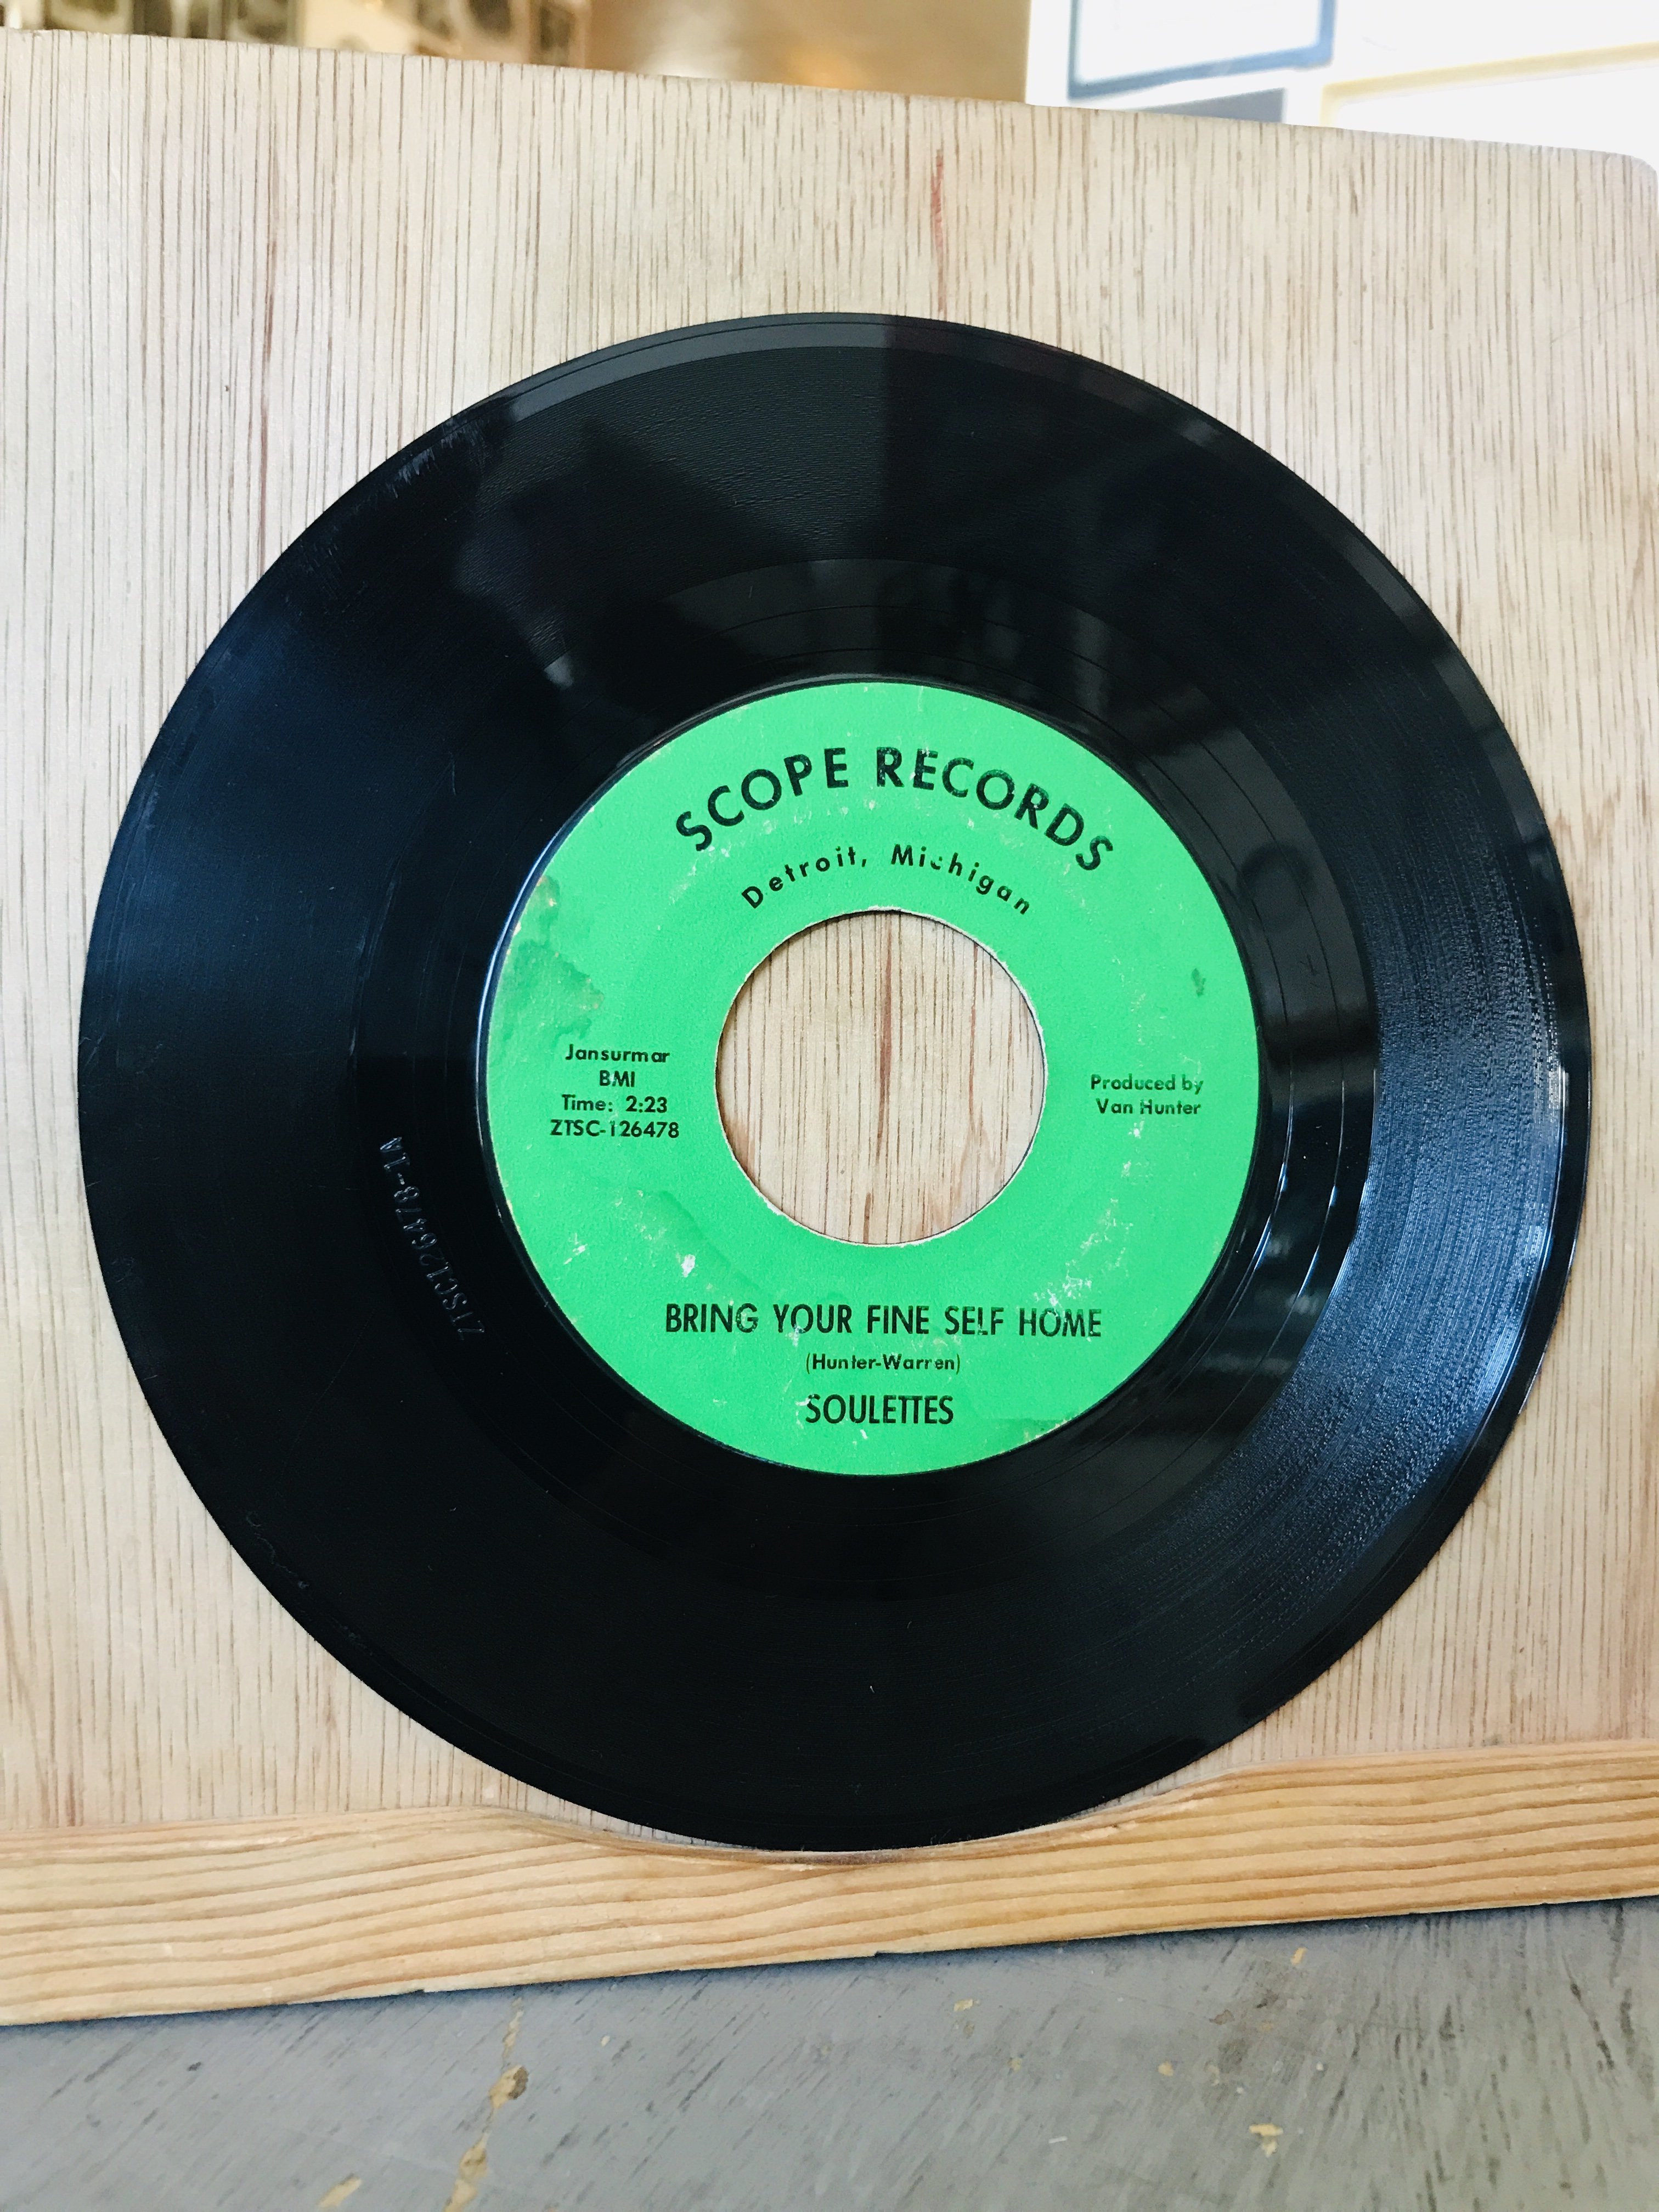 SCOPE RECORDS
Detroit, Michigan
Jansurmar
BMI
Time: 2:23
ZTSC-126478
Produced by
Van Hunter
BRING YOUR FINE SELF HOME
(Hunter-Warren)
SOULETTES
ZTSC126478-1A